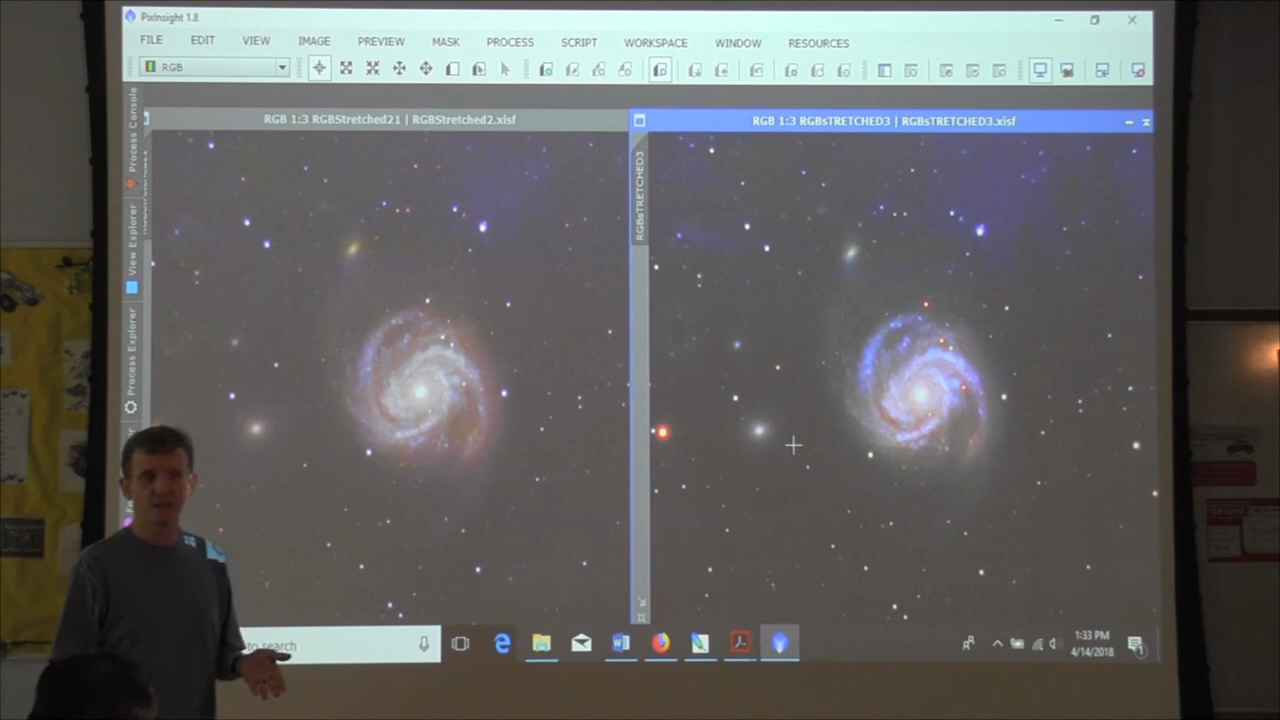 PixInsight 1.8
FILE EDIT VIEW IMAGE PREVIEW MASK PROCESS SCRIPT WORKSPACE WINDOW RESOURCES
RGB
RGB 1:3 RGBStretched21 | RGBStretched2.xisf
RGB 1:3 RGBsTRETCHED3 | RGBsTRETCHED3.xisf
Process Console
View Explorer
Process Explorer
RGBsTRETCHED3
to search
1:33 PM
4/14/2018
1